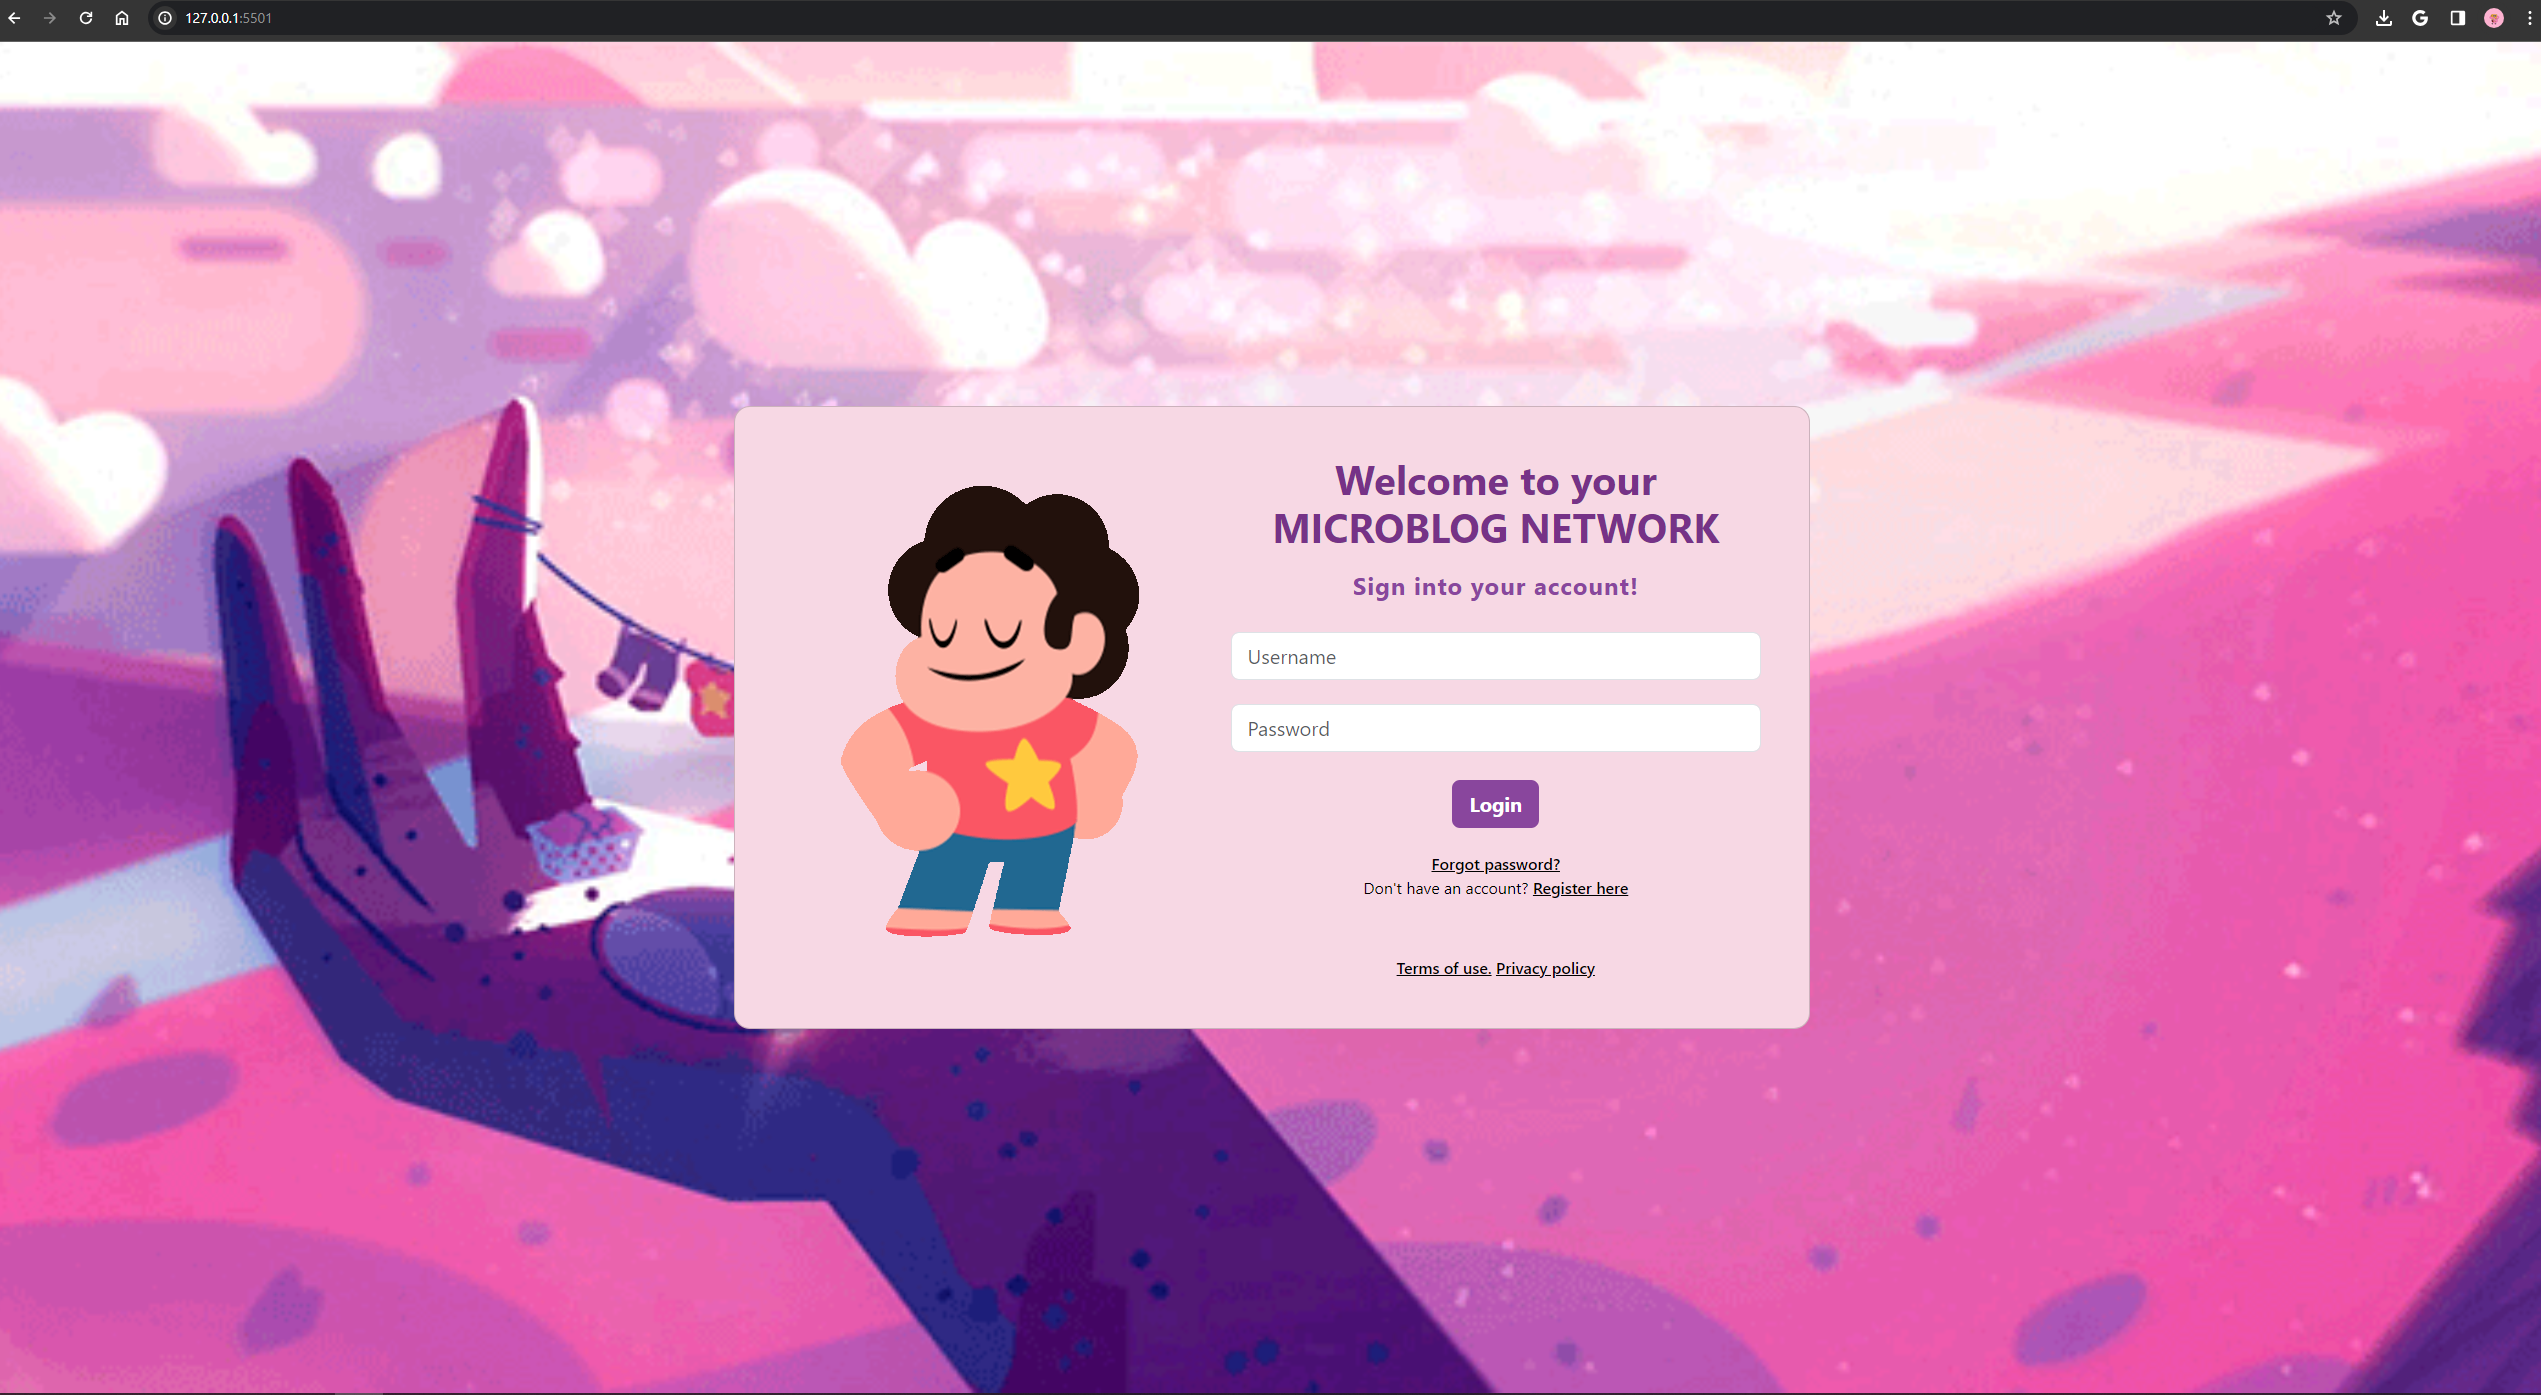 127.0.0.1:5501
Welcome to your
MICROBLOG NETWORK
Sign into your account!
Username
Password
Login
Forgot password?
Don't have an account? Register here
Terms of use. Privacy policy